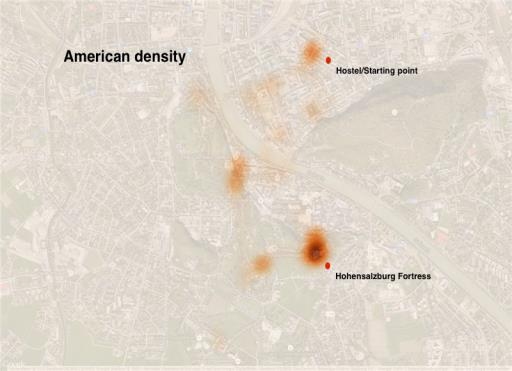 American density
Hostel/Starting point
Hohensalzburg Fortress